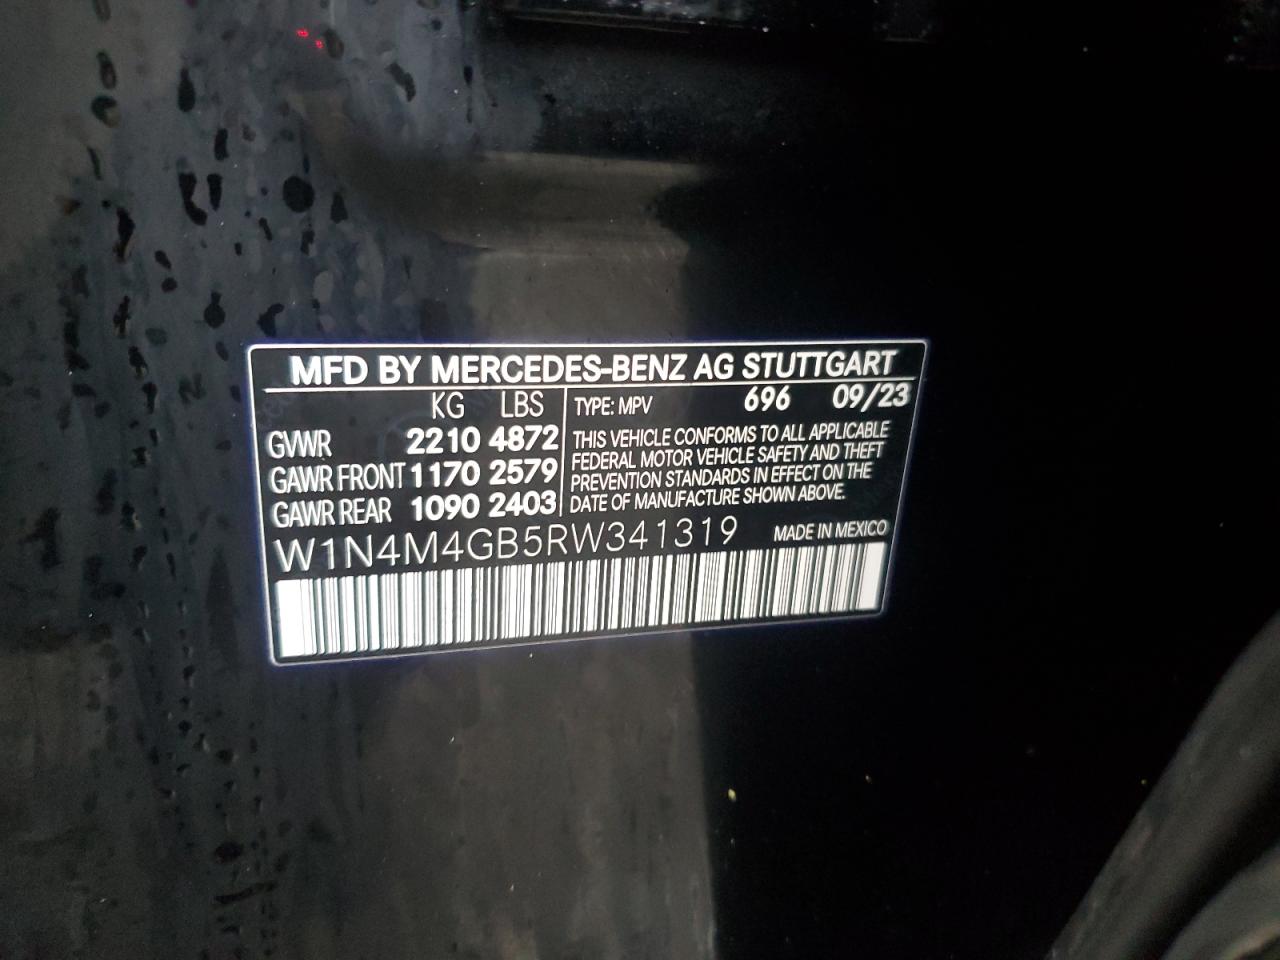 MFD BY MERCEDES-BENZ AG STUTTGART
KG LBS
GVWR 2210 4872
GAWR FRONT 1170 2579
GAWR REAR 1090 2403
TYPE: MPV 696 09/23
THIS VEHICLE CONFORMS TO ALL APPLICABLE
FEDERAL MOTOR VEHICLE SAFETY AND THEFT
PREVENTION STANDARDS IN EFFECT ON THE
DATE OF MANUFACTURE SHOWN ABOVE.
W1N4M4GB5RW341319 MADE IN MEXICO